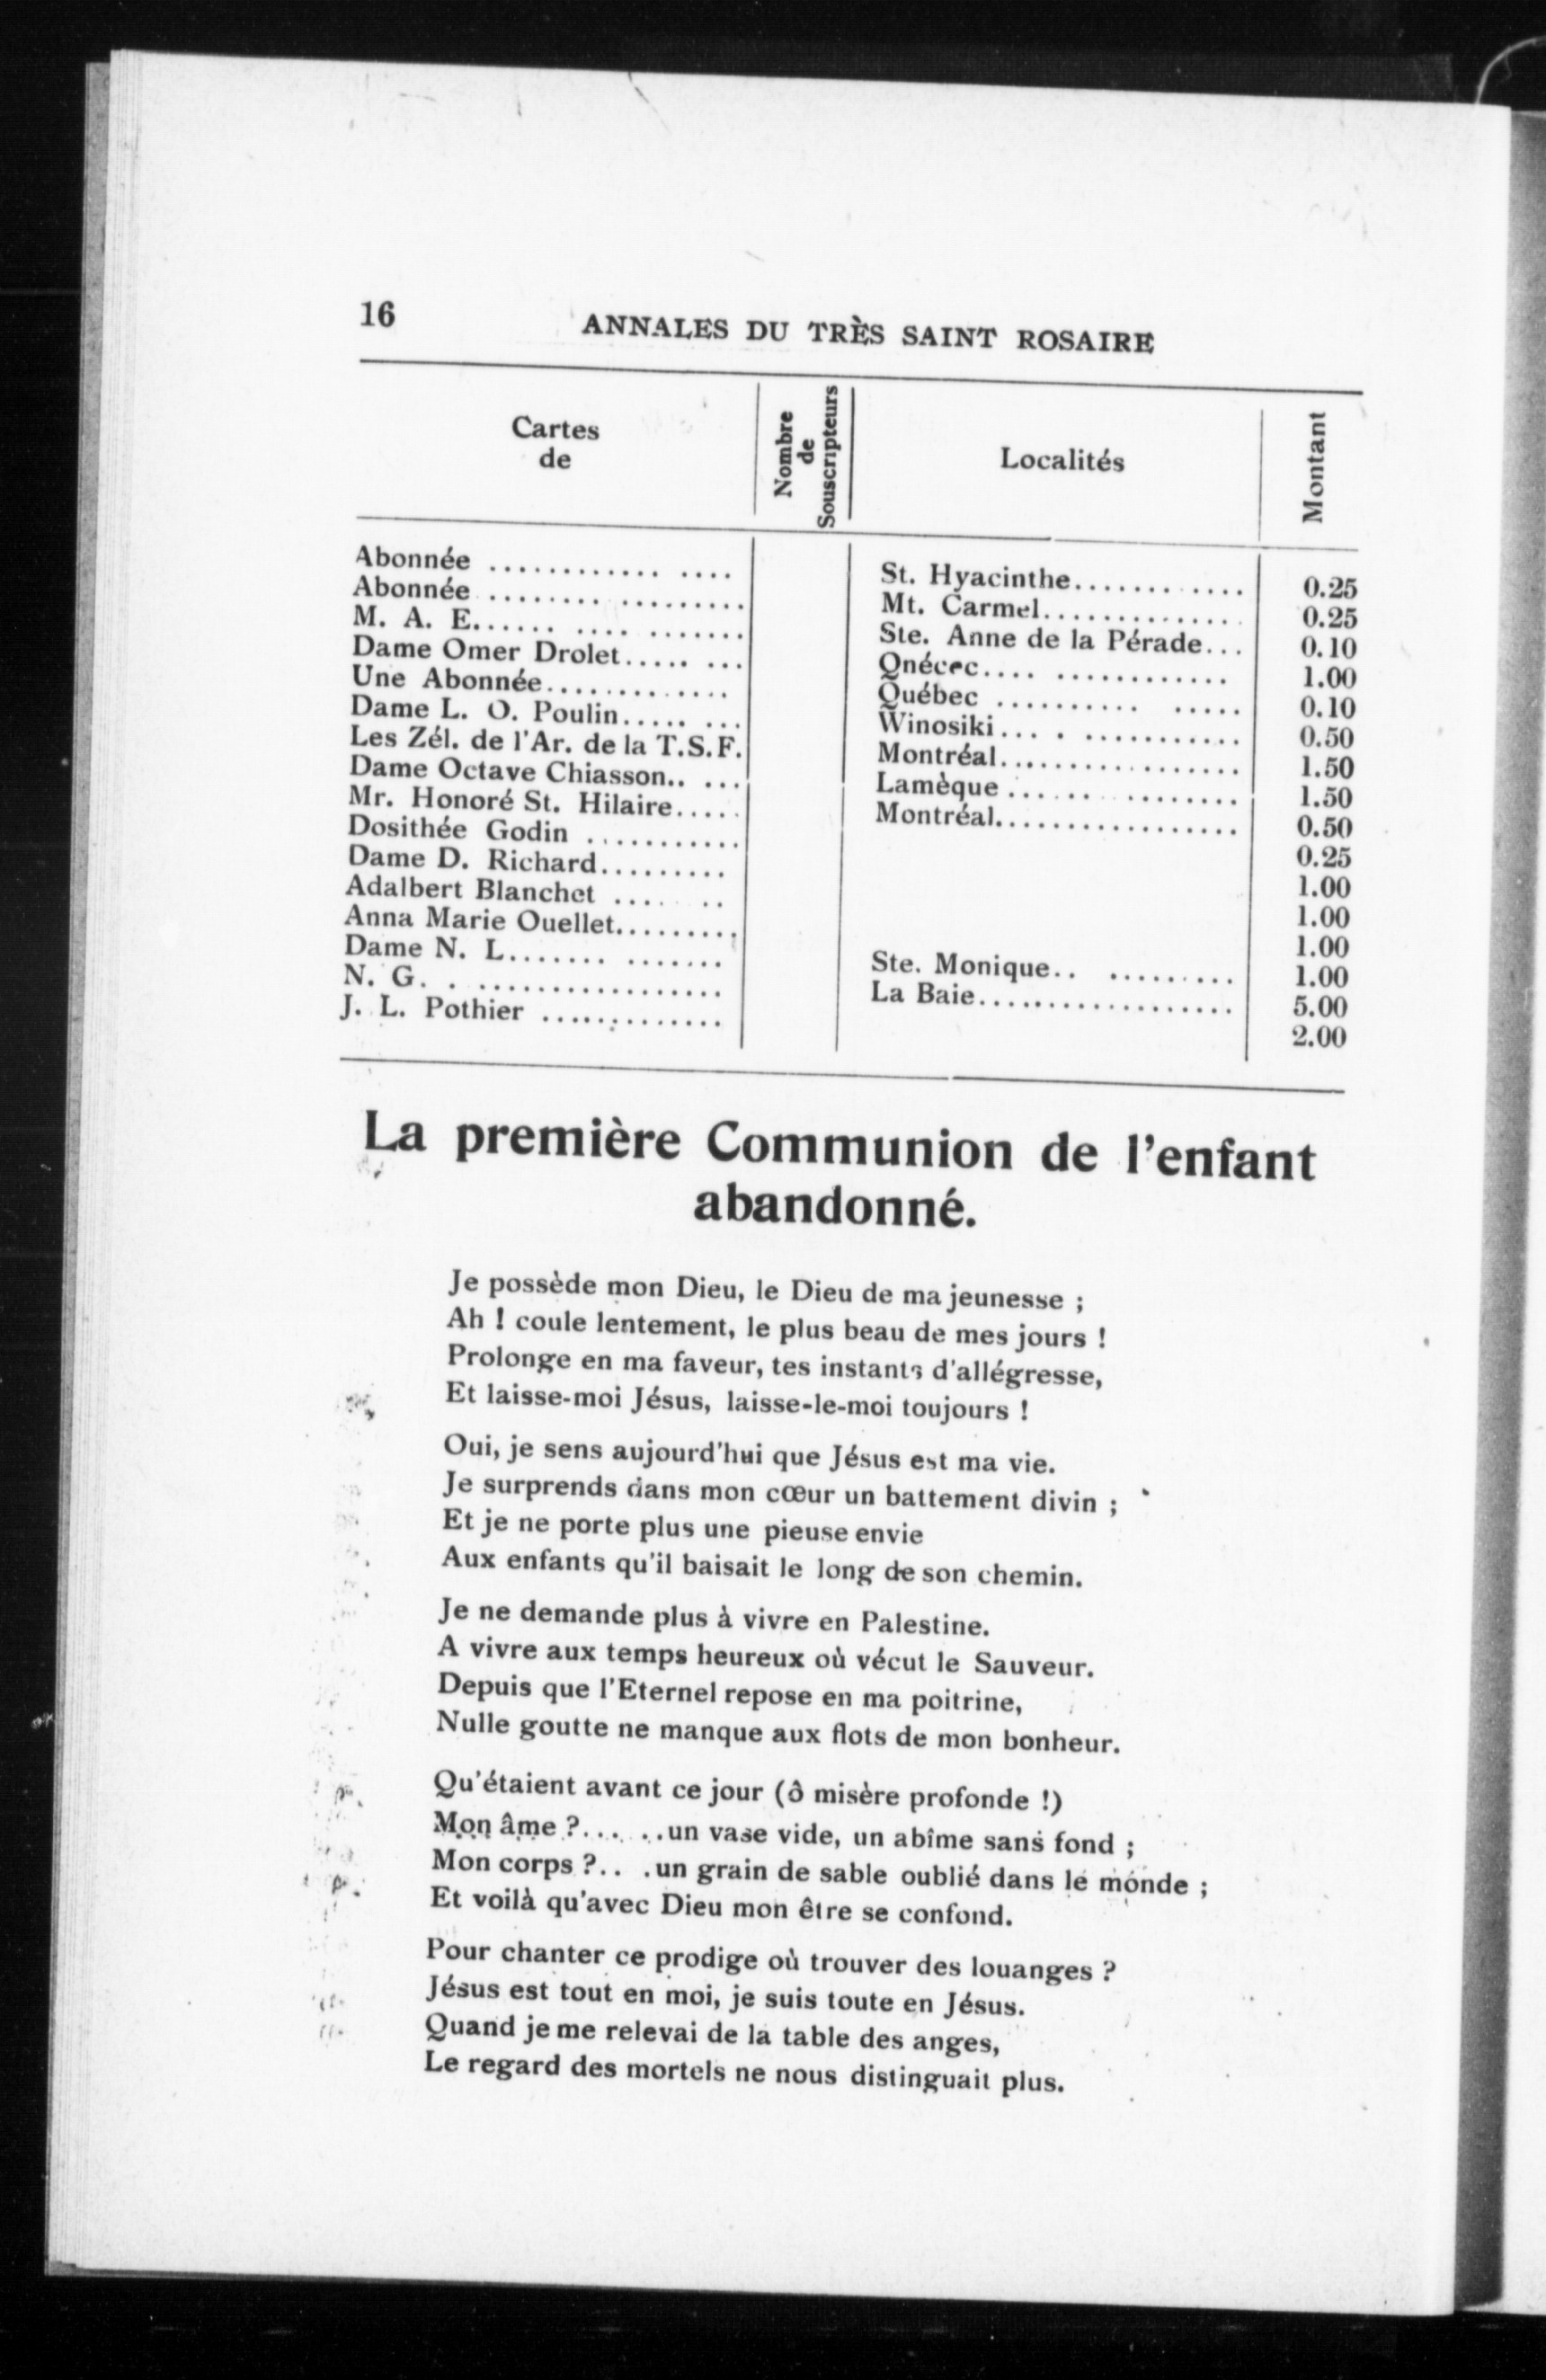 16 ANNALES DU TRÈS SAINT ROSAIRE
Cartes de | Nombre de Souscripteurs | Localités | Montant
Abonnée ............ .... St. Hyacinthe............ 0.25
Abonnée ........ ......... Mt. Carmel.............. 0.25
M. A. E...... .... ....... Ste. Anne de la Pérade... 0.10
Dame Omer Drolet..... ... Qnécec.... ............ 1.00
Une Abonnée............. Québec .......... ..... 0.10
Dame L. O. Poulin..... ... Winosiki... . ........... 0.50
Les Zél. de l'Ar. de la T.S.F. Montréal................. 1.50
Dame Octave Chiasson.. ... Lamèque ...... ........ 1.50
Mr. Honoré St. Hilaire..... Montréal................. 0.50
Dosithée Godin ........... 0.25
Dame D. Richard......... 1.00
Adalbert Blanchet .... .. 1.00
Anna Marie Ouellet......... 1.00
Dame N. L....... ....... Ste. Monique.. ......... 1.00
N. G. . ................. La Baie.................. 5.00
J. L. Pothier ............. 2.00
La première Communion de l'enfant
abandonné.
Je possède mon Dieu, le Dieu de ma jeunesse ;
Ah ! coule lentement, le plus beau de mes jours !
Prolonge en ma faveur, tes instants d'allégresse,
Et laisse-moi Jésus, laisse-le-moi toujours !
Oui, je sens aujourd'hui que Jésus est ma vie.
Je surprends dans mon cœur un battement divin ;
Et je ne porte plus une pieuse envie
Aux enfants qu'il baisait le long de son chemin.
Je ne demande plus à vivre en Palestine.
A vivre aux temps heureux où vécut le Sauveur.
Depuis que l'Eternel repose en ma poitrine,
Nulle goutte ne manque aux flots de mon bonheur.
Qu'étaient avant ce jour (ô misère profonde !)
Mon âme ?... ..un vase vide, un abîme sans fond ;
Mon corps ?.. .un grain de sable oublié dans le monde ;
Et voilà qu'avec Dieu mon être se confond.
Pour chanter ce prodige où trouver des louanges ?
Jésus est tout en moi, je suis toute en Jésus.
Quand je me relevai de la table des anges,
Le regard des mortels ne nous distinguait plus.